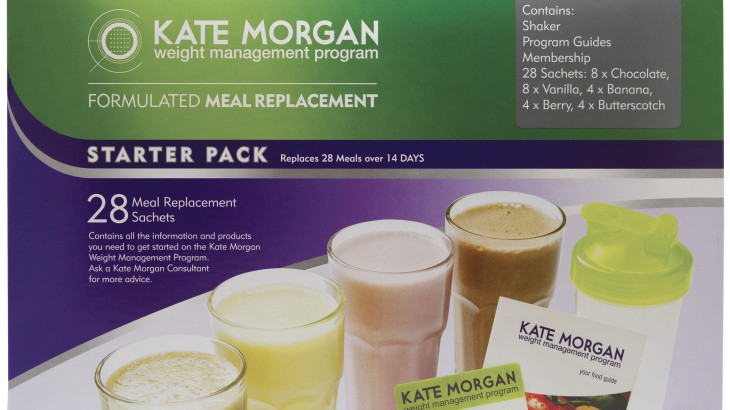 KATE MORGAN
weight management program
FORMULATED MEAL REPLACEMENT
Contains:
Shaker
Program Guides
Membership
28 Sachets: 8 x Chocolate,
8 x Vanilla, 4 x Banana,
4 x Berry, 4 x Butterscotch
STARTER PACK Replaces 28 Meals over 14 DAYS
28 Meal Replacement
Sachets
Contains all the information and products
you need to get started on the Kate Morgan
Weight Management Program.
Ask a Kate Morgan Consultant
for more advice.
KATE MORGAN
weight management program
your food guide
KATE MORGAN
weight management program